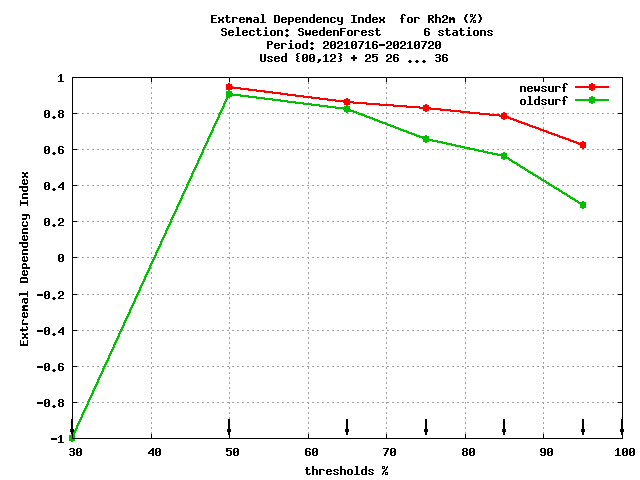 Extremal Dependency Index  for Rh2m (%)
Selection: SwedenForest      6 stations
Period: 20210716-20210720
Used {00,12} + 25 26 ... 36
newsurf
oldsurf
1
0.8
0.6
0.4
0.2
0
-0.2
-0.4
-0.6
-0.8
-1
Extremal Dependency Index
30 40 50 60 70 80 90 100
thresholds %